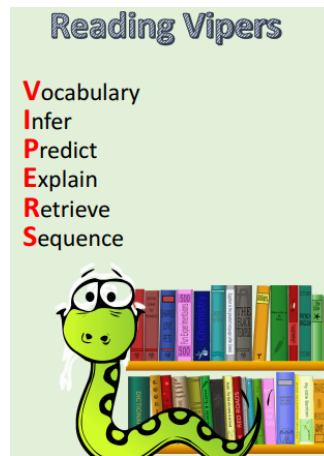 Reading Vipers
Vocabulary
Infer
Predict
Explain
Retrieve
Sequence